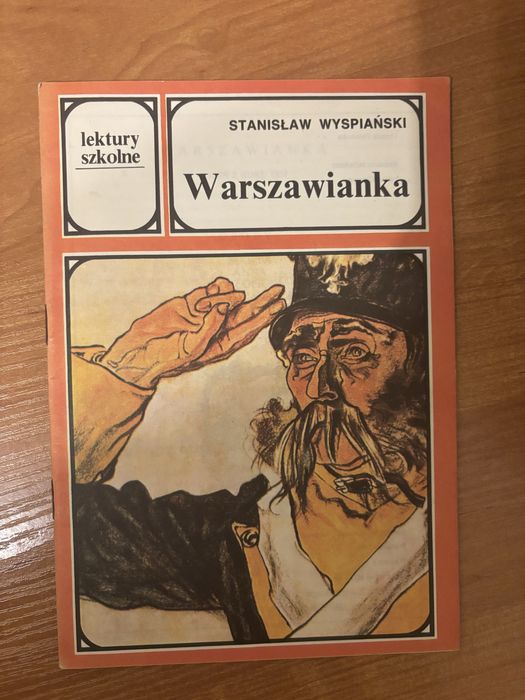 lektury
szkolne
STANISŁAW WYSPIAŃSKI
Warszawianka